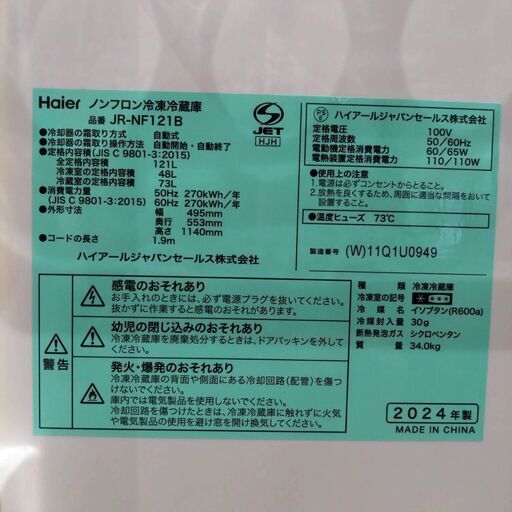 Haier ノンフロン冷凍冷蔵庫
品番 JR-NF121B
●冷却器の霜取り方式 自動式
●冷却器の霜取り操作方法 自動開始・自動終了
●定格内容積(JIS C 9801-3:2015)
全定格内容積 121L
冷凍室の定格内容積 48L
冷蔵室の定格内容積 73L
●消費電力量 50Hz 270kWh/年
(JIS C 9801-3:2015) 60Hz 270kWh/年
●外形寸法 幅 495mm
奥行 553mm
高さ 1140mm
●コードの長さ 1.9m
ハイアールジャパンセールス株式会社
S
JET
HJH
PS
E
ハイアールジャパンセールス株式会社
定格電圧 100V
定格周波数 50/60Hz
電動機定格消費電力 60/65W
電熱装置定格消費電力 110/110W
●使用上の注意
1.電源は必ずコンセントからとること。
2.放熱を良くするため、周囲に適当な間隔をおいて
設置すること。
●温度ヒューズ 73℃
製造番号 (W)11Q1U0949
警告
感電のおそれあり
お手入れのときには、必ず電源プラグを抜いてください。
抜かずに作業すると感電のおそれがあります。
幼児の閉じ込みのおそれあり
冷凍冷蔵庫を廃棄処分するときは、ドアパッキンを外して
ください。
発火・爆発のおそれあり
冷凍冷蔵庫の背面や側面にある冷却回路(配管)を傷つ
けないでください。
庫内では電気製品を使用しないでください。
冷却回路を傷つけたときは、冷凍冷蔵庫に触れずに火気
や電気製品の使用を避け窓を開け換気してください。
種類 冷凍冷蔵庫
冷凍室の記号
冷媒 イソブタン(R600a)
冷媒封入量 30g
断熱発泡ガス シクロペンタン
質量 34.0kg
2024年製
MADE IN CHINA